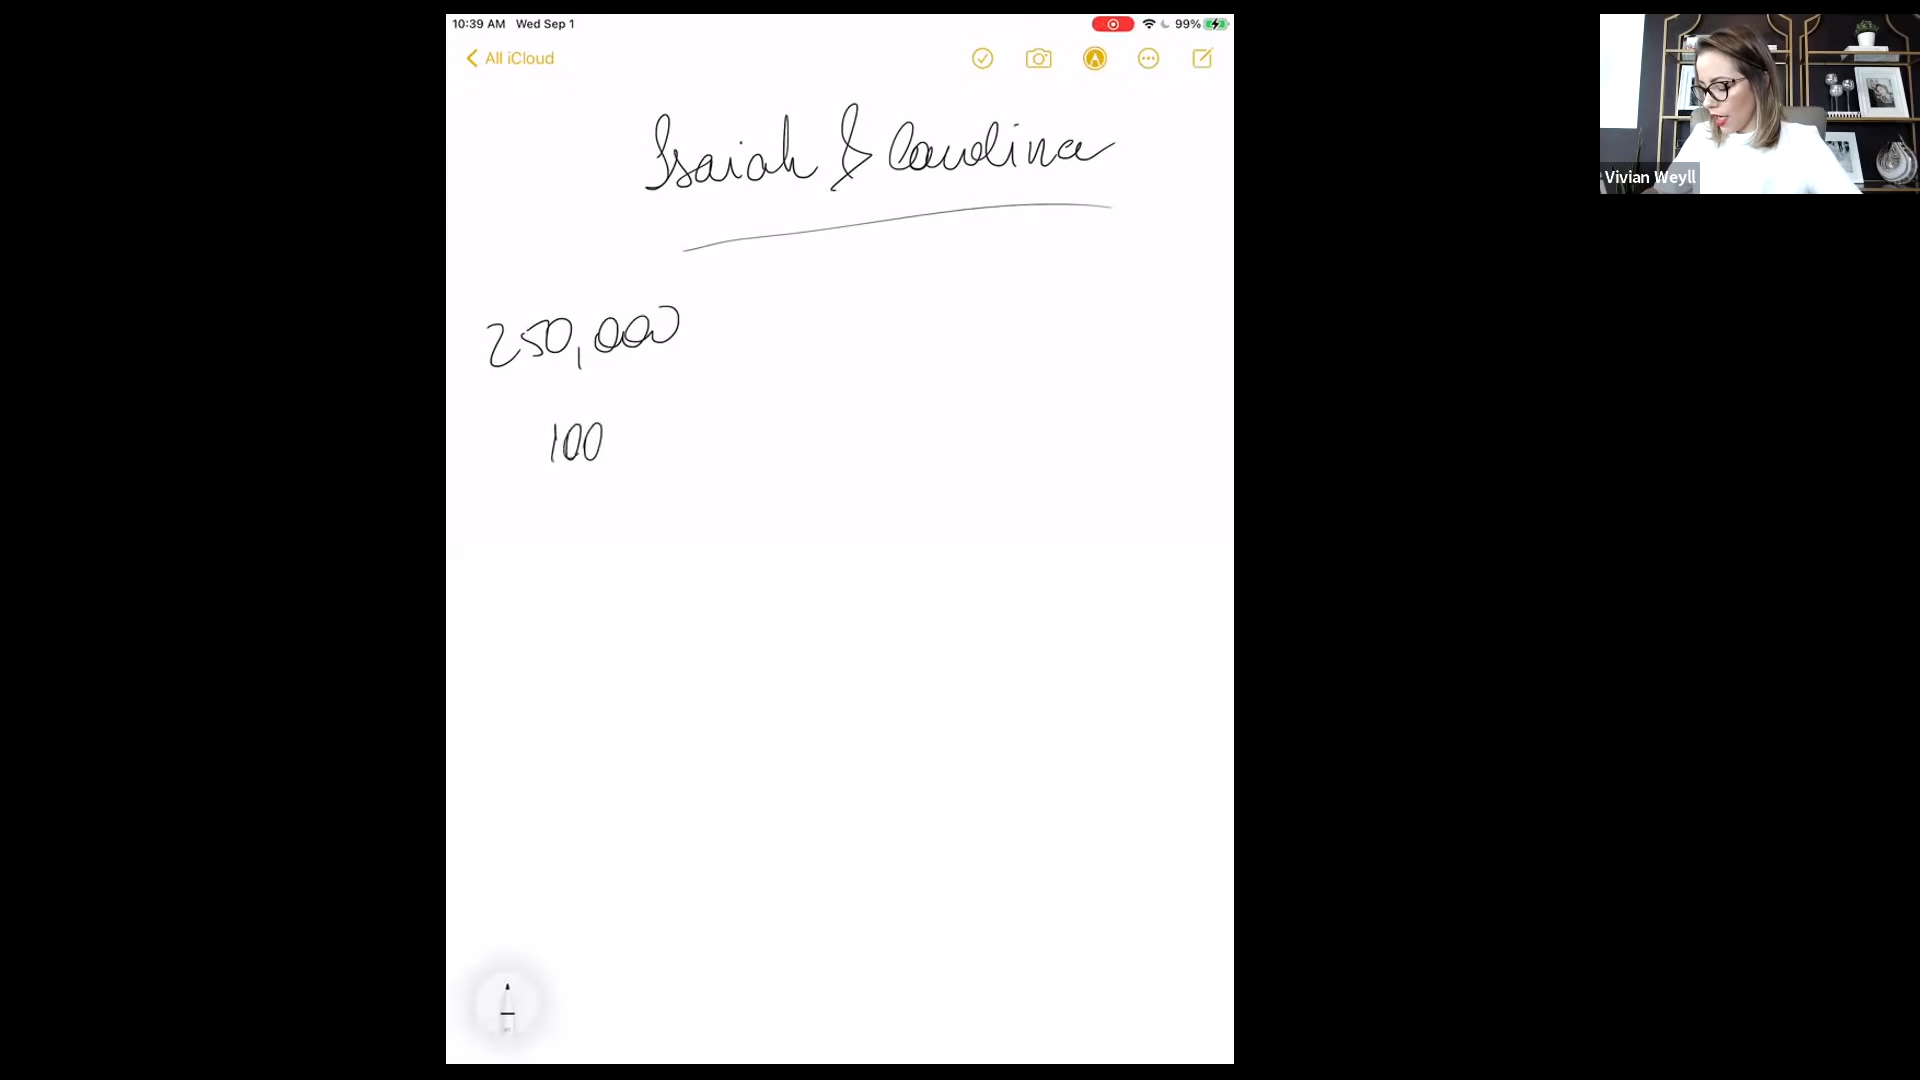 10:39 AM Wed Sep 1
99%
All iCloud
Isaiah & Carolina
250,000
100
Vivian Weyll